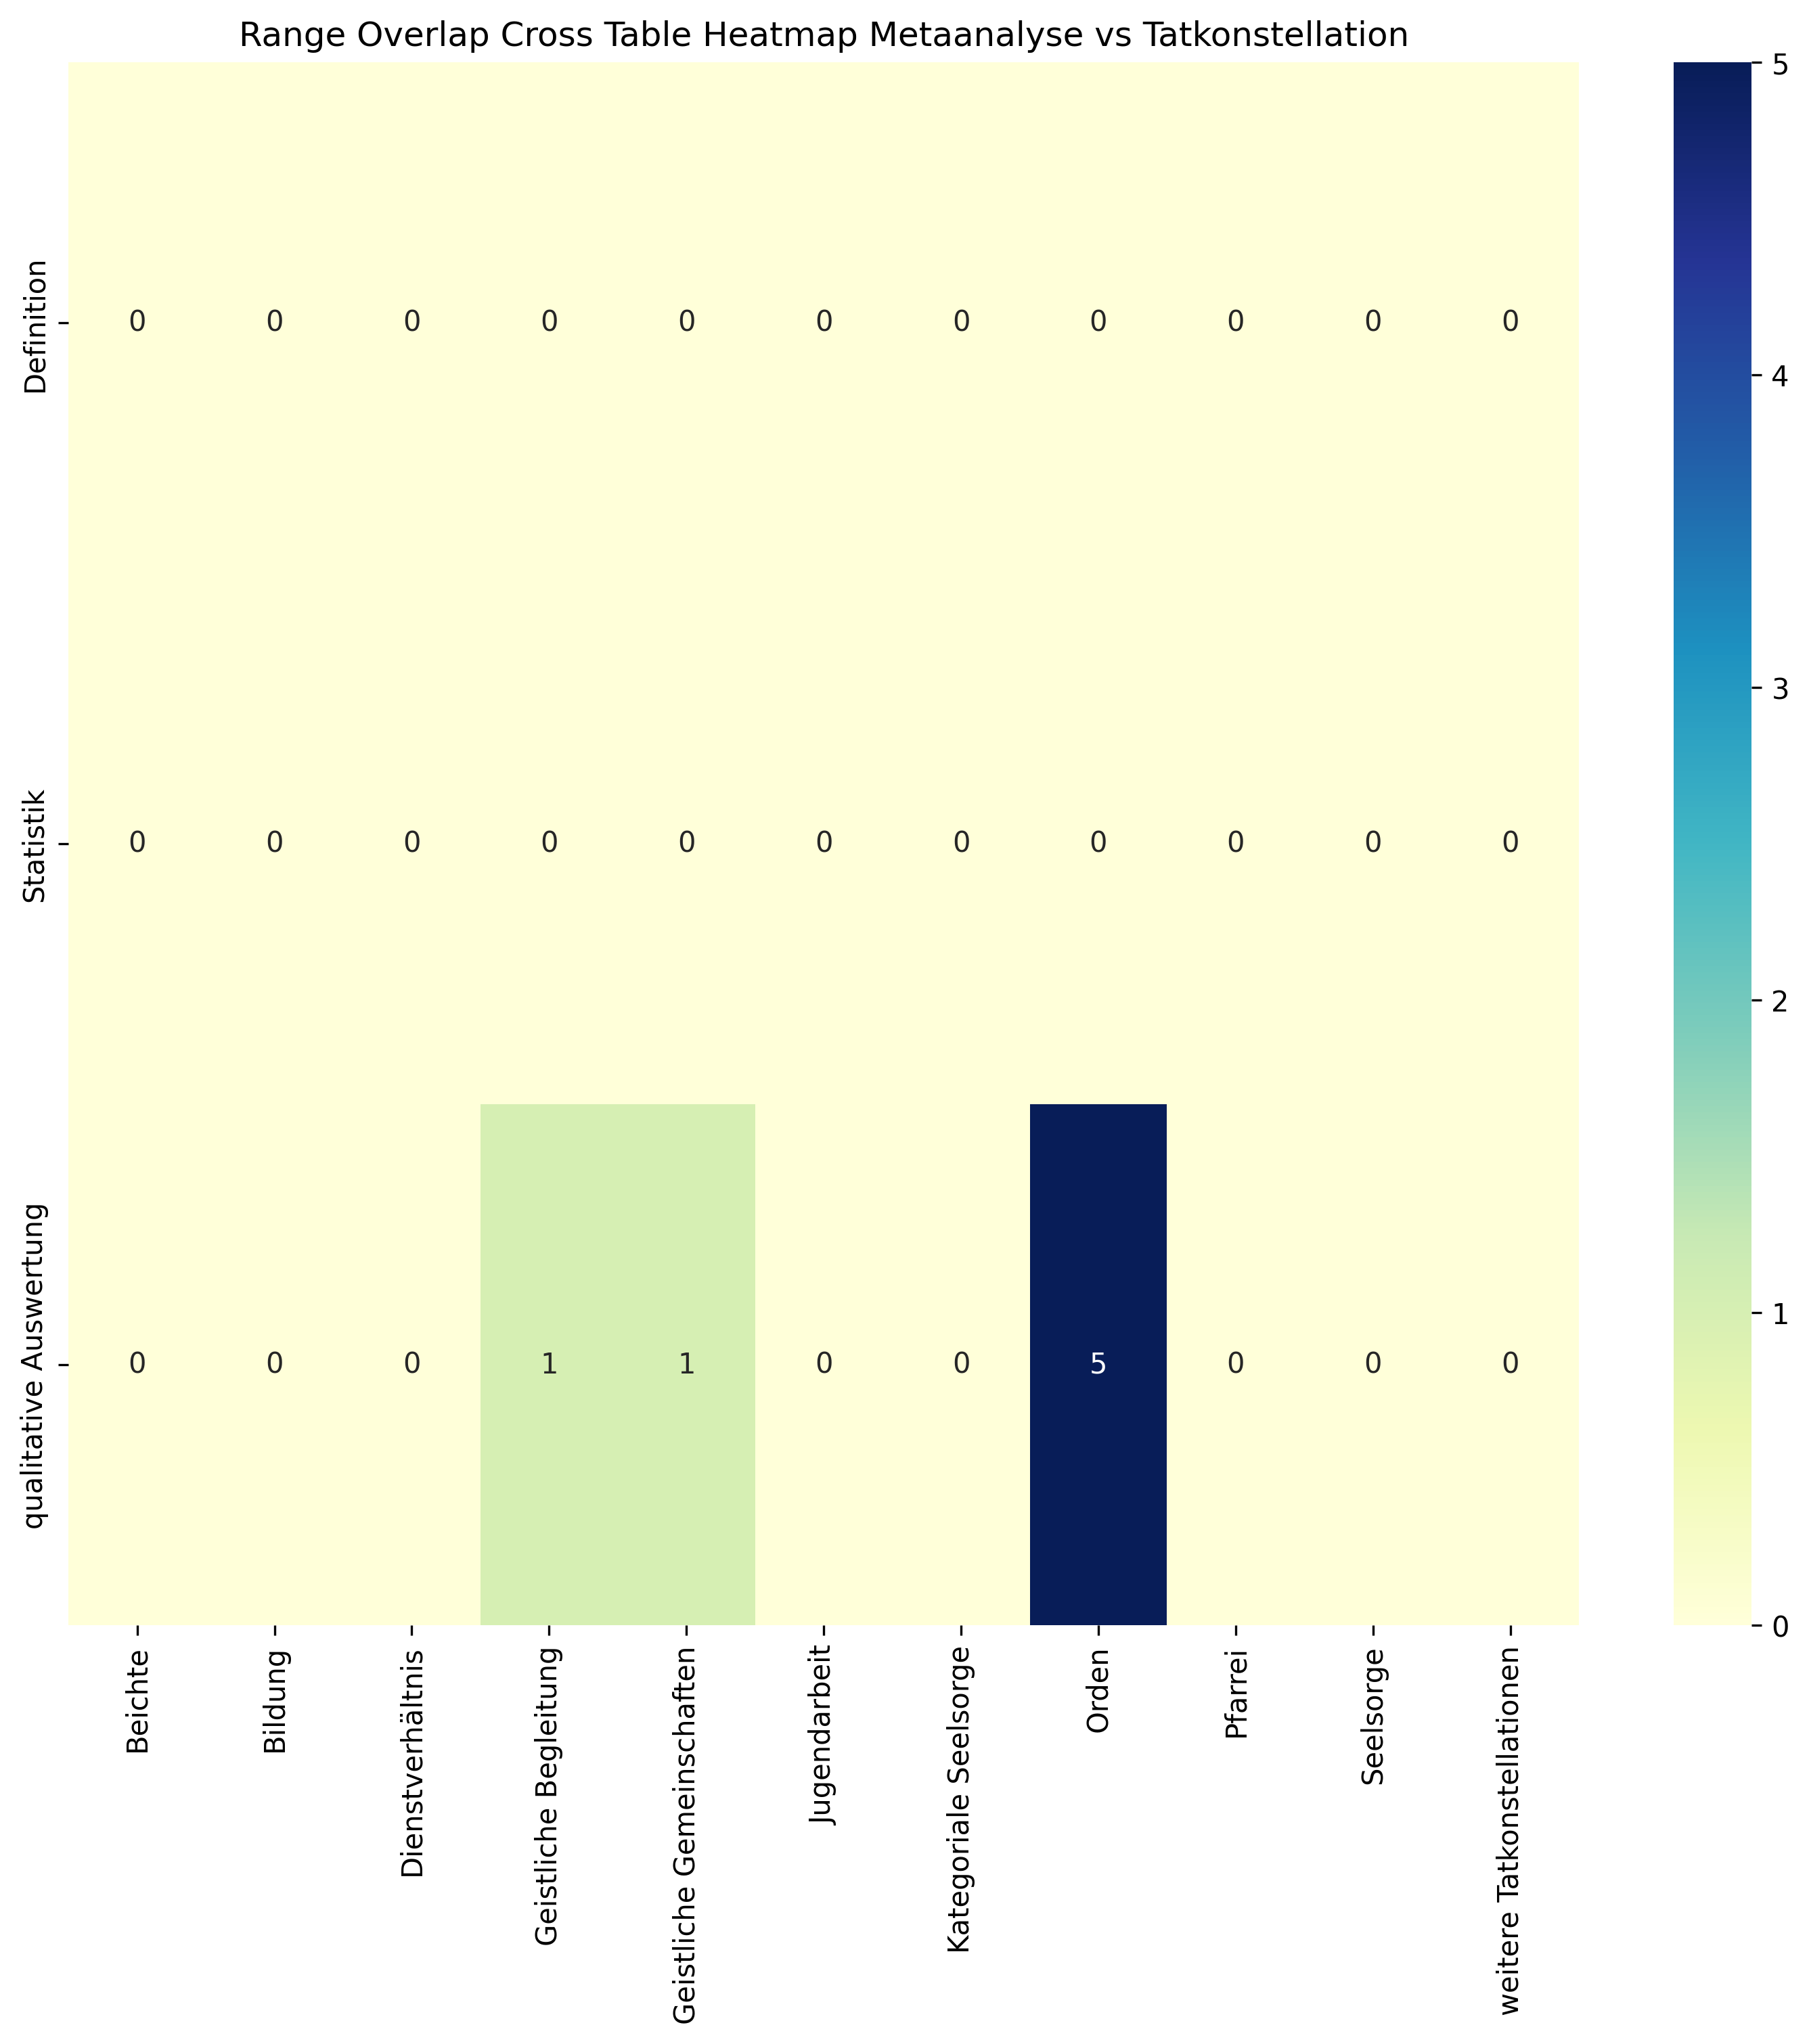 Range Overlap Cross Table Heatmap Metaanalyse vs Tatkonstellation
Definition
0 0 0 0 0 0 0 0 0 0 0
Statistik
0 0 0 0 0 0 0 0 0 0 0
qualitative Auswertung
0 0 0 1 1 0 0 5 0 0 0
Beichte
Bildung
Dienstverhältnis
Geistliche Begleitung
Geistliche Gemeinschaften
Jugendarbeit
Kategoriale Seelsorge
Orden
Pfarrei
Seelsorge
weitere Tatkonstellationen
5
4
3
2
1
0